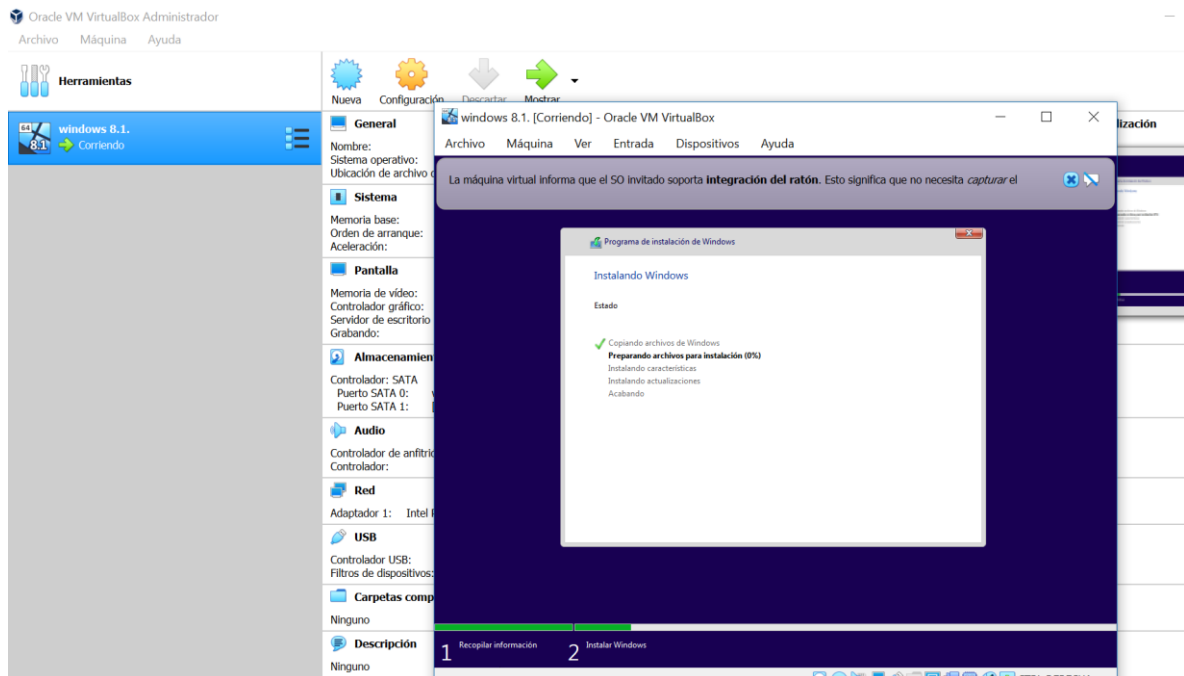 Oracle VM VirtualBox Administrador
Archivo Máquina Ayuda
Herramientas
Nueva Configuración Descartar Mostrar
64
8.1
windows 8.1.
Corriendo
General
Nombre:
Sistema operativo:
Ubicación de archivo
Sistema
Memoria base:
Orden de arranque:
Aceleración:
Pantalla
Memoria de vídeo:
Controlador gráfico:
Servidor de escritorio
Grabando:
Almacenamien
Controlador: SATA
Puerto SATA 0:
Puerto SATA 1:
Audio
Controlador de anfitric
Controlador:
Red
Adaptador 1: Intel
USB
Controlador USB:
Filtros de dispositivos:
Carpetas comp
Ninguno
Descripción
Ninguno
windows 8.1. [Corriendo] - Oracle VM VirtualBox
Archivo Máquina Ver Entrada Dispositivos Ayuda
La máquina virtual informa que el SO invitado soporta integración del ratón. Esto significa que no necesita capturar el
Programa de instalación de Windows
Instalando Windows
Estado
Copiando archivos de Windows
Preparando archivos para instalación (0%)
Instalando características
Instalando actualizaciones
Acabando
1 Recopilar información 2 Instalar Windows
lización